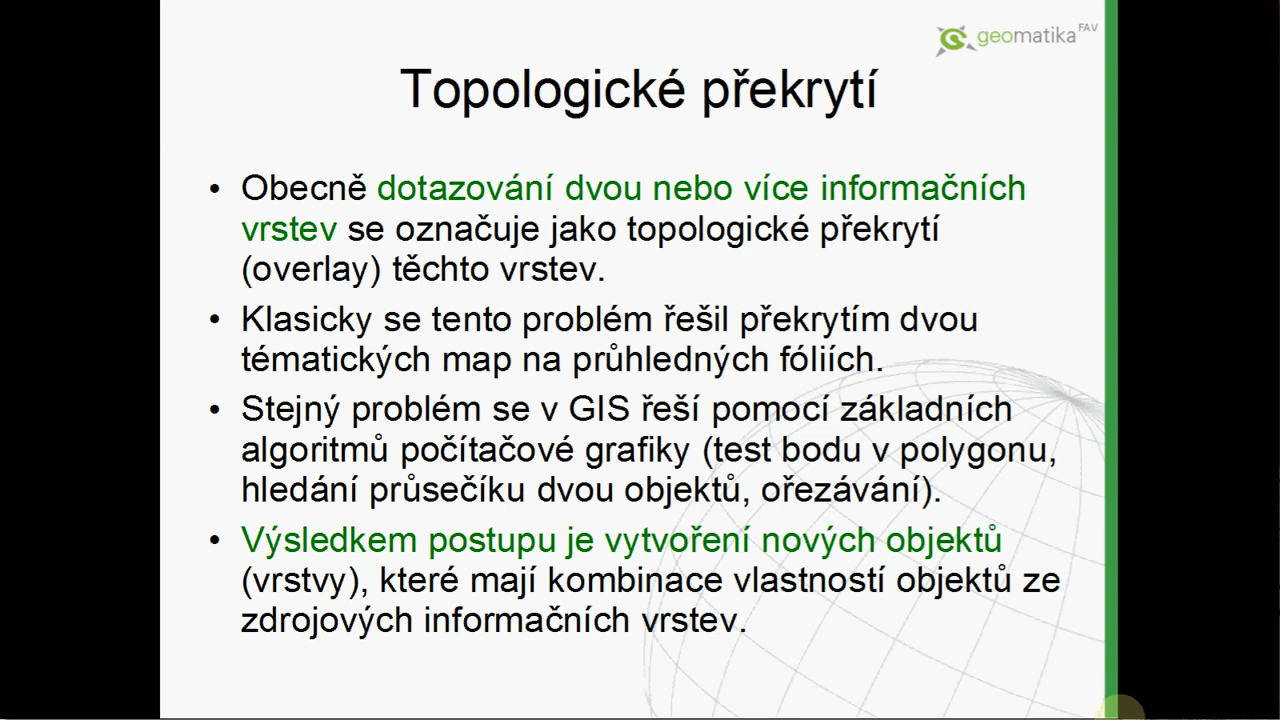 geomatika FAV
Topologické překrytí
• Obecně dotazování dvou nebo více informačních
vrstev se označuje jako topologické překrytí
(overlay) těchto vrstev.
• Klasicky se tento problém řešil překrytím dvou
tématických map na průhledných fóliích.
• Stejný problém se v GIS řeší pomocí základních
algoritmů počítačové grafiky (test bodu v polygonu,
hledání průsečíku dvou objektů, ořezávání).
• Výsledkem postupu je vytvoření nových objektů
(vrstvy), které mají kombinace vlastností objektů ze
zdrojových informačních vrstev.